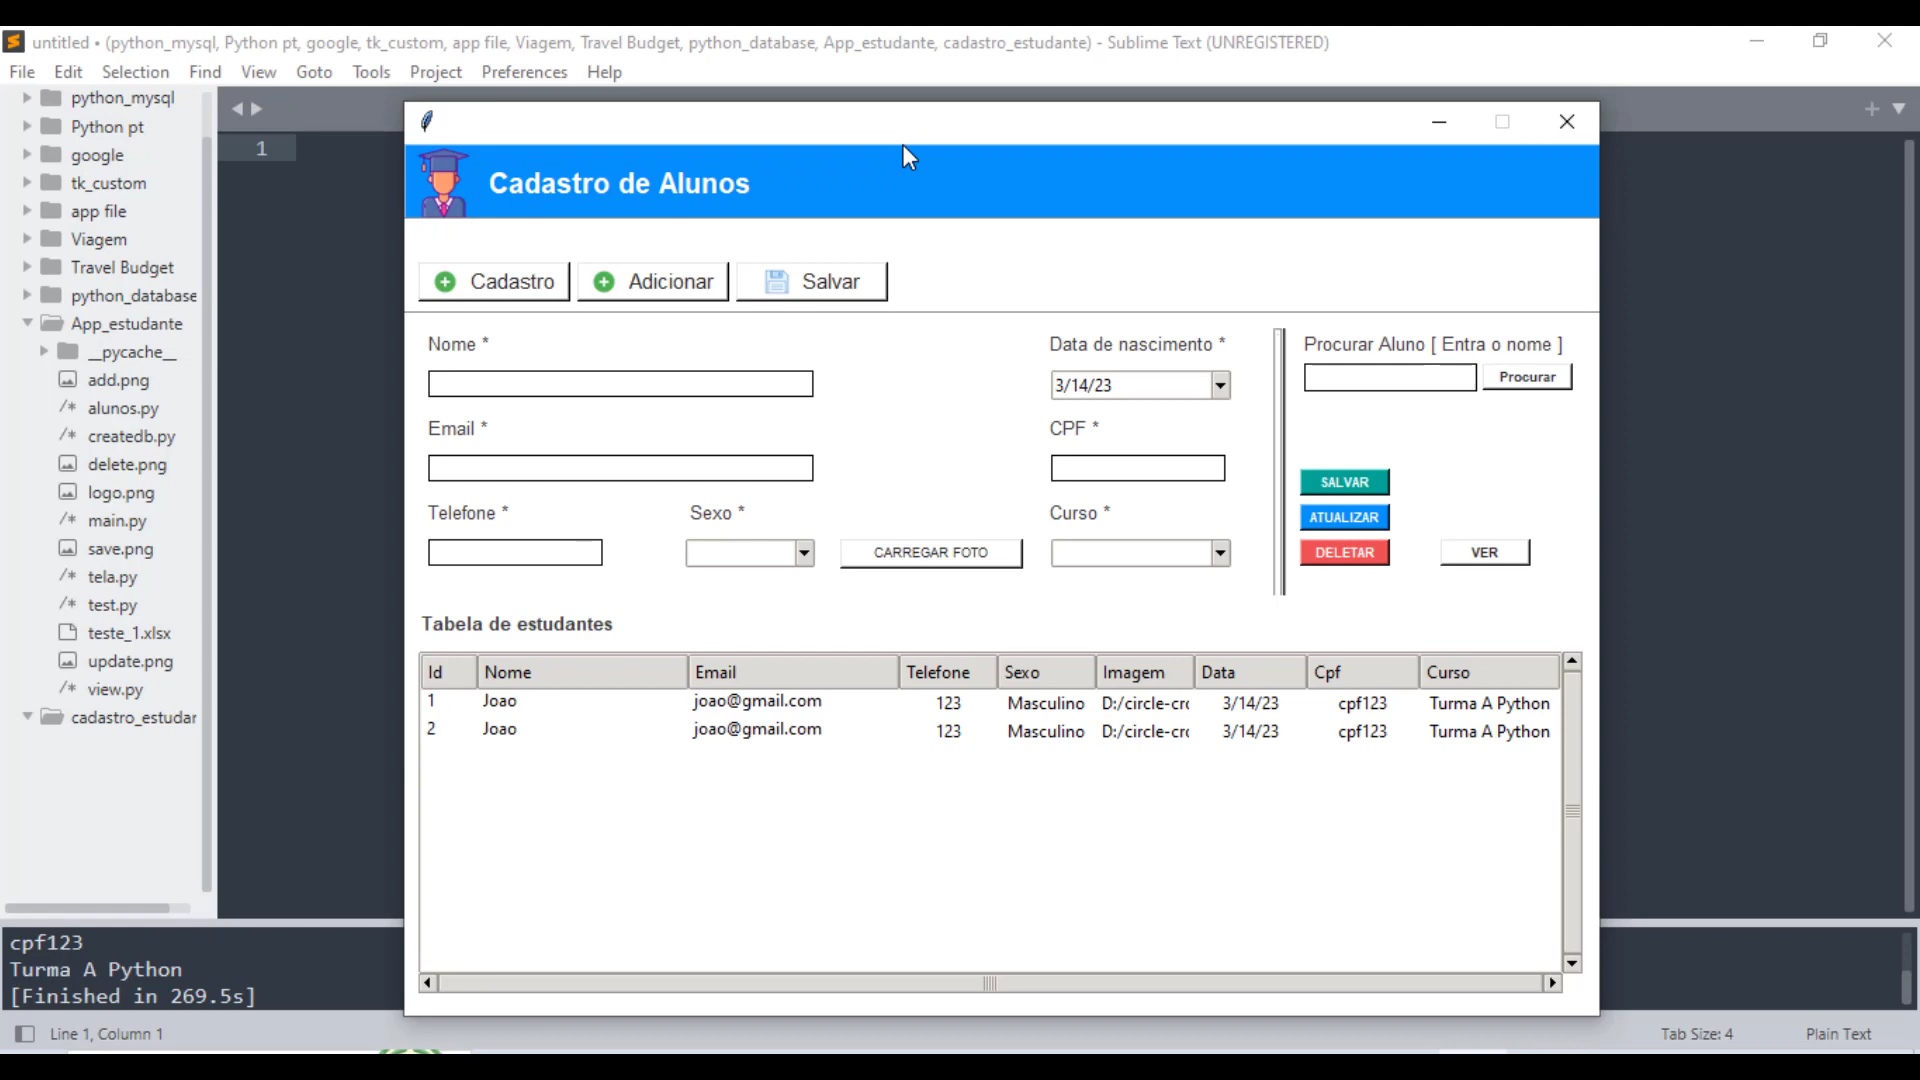 untitled • (python_mysql, Python pt, google, tk_custom, app file, Viagem, Travel Budget, python_database, App_estudante, cadastro_estudante) - Sublime Text (UNREGISTERED)
File Edit Selection Find View Goto Tools Project Preferences Help
python_mysql
Python pt
google
tk_custom
app file
Viagem
Travel Budget
python_database
App_estudante
__pycache__
add.png
/* alunos.py
/* createdb.py
delete.png
logo.png
/* main.py
save.png
/* tela.py
/* test.py
teste_1.xlsx
update.png
/* view.py
cadastro_estudar
1
Cadastro de Alunos
Cadastro Adicionar Salvar
Nome * Data de nascimento * Procurar Aluno [ Entra o nome ]
3/14/23 Procurar
Email * CPF *
SALVAR
Telefone * Sexo * Curso * ATUALIZAR
CARREGAR FOTO DELETAR VER
Tabela de estudantes
Id Nome Email Telefone Sexo Imagem Data Cpf Curso
1 Joao joao@gmail.com 123 Masculino D:/circle-crc 3/14/23 cpf123 Turma A Python
2 Joao joao@gmail.com 123 Masculino D:/circle-crc 3/14/23 cpf123 Turma A Python
cpf123
Turma A Python
[Finished in 269.5s]
Line 1, Column 1 Tab Size: 4 Plain Text